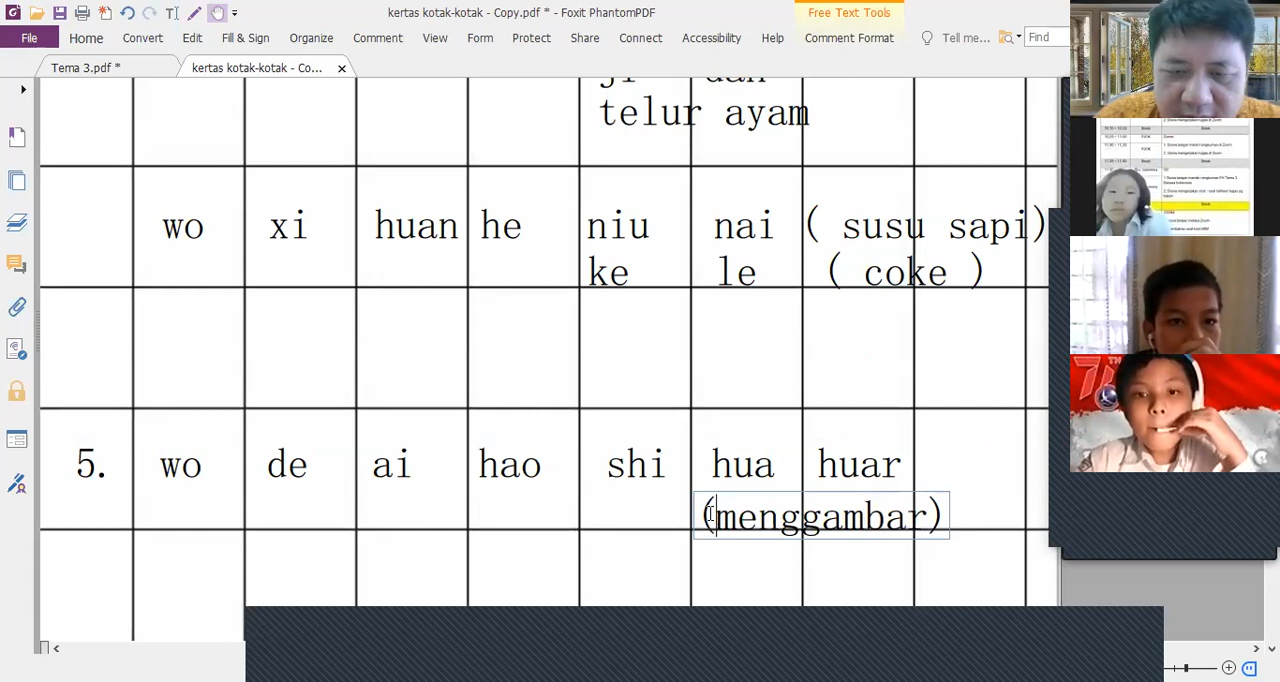 kertas kotak-kotak - Copy.pdf * - Foxit PhantomPDF
Free Text Tools
File Home Convert Edit Fill & Sign Organize Comment View Form Protect Share Connect Accessibility Help Comment Format Tell me... Find
Tema 3.pdf * kertas kotak-kotak - Co...
ji dan
telur ayam
wo xi huan he niu nai ( susu sapi)
ke le ( coke )
5. wo de ai hao shi hua huar
(menggambar)